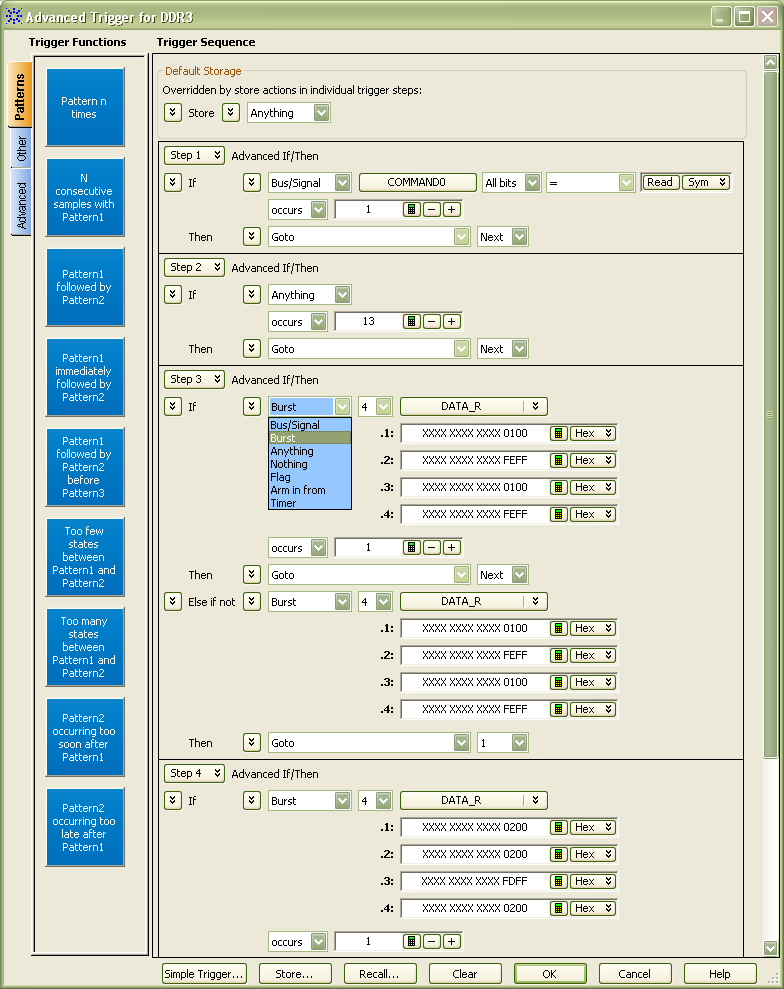 Advanced Trigger for DDR3
Trigger Functions
Trigger Sequence
Patterns
Other
Advanced
Pattern n
times
N
consecutive
samples with
Pattern1
Pattern1
followed by
Pattern2
Pattern1
immediately
followed by
Pattern2
Pattern1
followed by
Pattern2
before
Pattern3
Too few
states
between
Pattern1 and
Pattern2
Too many
states
between
Pattern1 and
Pattern2
Pattern2
occurring too
soon after
Pattern1
Pattern2
occurring too
late after
Pattern1
Default Storage
Overridden by store actions in individual trigger steps:
Store Anything
Step 1 Advanced If/Then
If Bus/Signal COMMAND0 All bits = Read Sym
occurs 1 − +
Then Goto Next
Step 2 Advanced If/Then
If Anything
occurs 13 − +
Then Goto Next
Step 3 Advanced If/Then
If Burst 4 DATA_R
Bus/Signal
Burst
Anything
Nothing
Flag
Arm in from
Timer
.1: XXXX XXXX XXXX 0100 Hex
.2: XXXX XXXX XXXX FEFF Hex
.3: XXXX XXXX XXXX 0100 Hex
.4: XXXX XXXX XXXX FEFF Hex
occurs 1 − +
Then Goto Next
Else if not Burst 4 DATA_R
.1: XXXX XXXX XXXX 0100 Hex
.2: XXXX XXXX XXXX FEFF Hex
.3: XXXX XXXX XXXX 0100 Hex
.4: XXXX XXXX XXXX FEFF Hex
Then Goto 1
Step 4 Advanced If/Then
If Burst 4 DATA_R
.1: XXXX XXXX XXXX 0200 Hex
.2: XXXX XXXX XXXX 0200 Hex
.3: XXXX XXXX XXXX FDFF Hex
.4: XXXX XXXX XXXX 0200 Hex
occurs 1 − +
Simple Trigger... Store... Recall... Clear OK Cancel Help